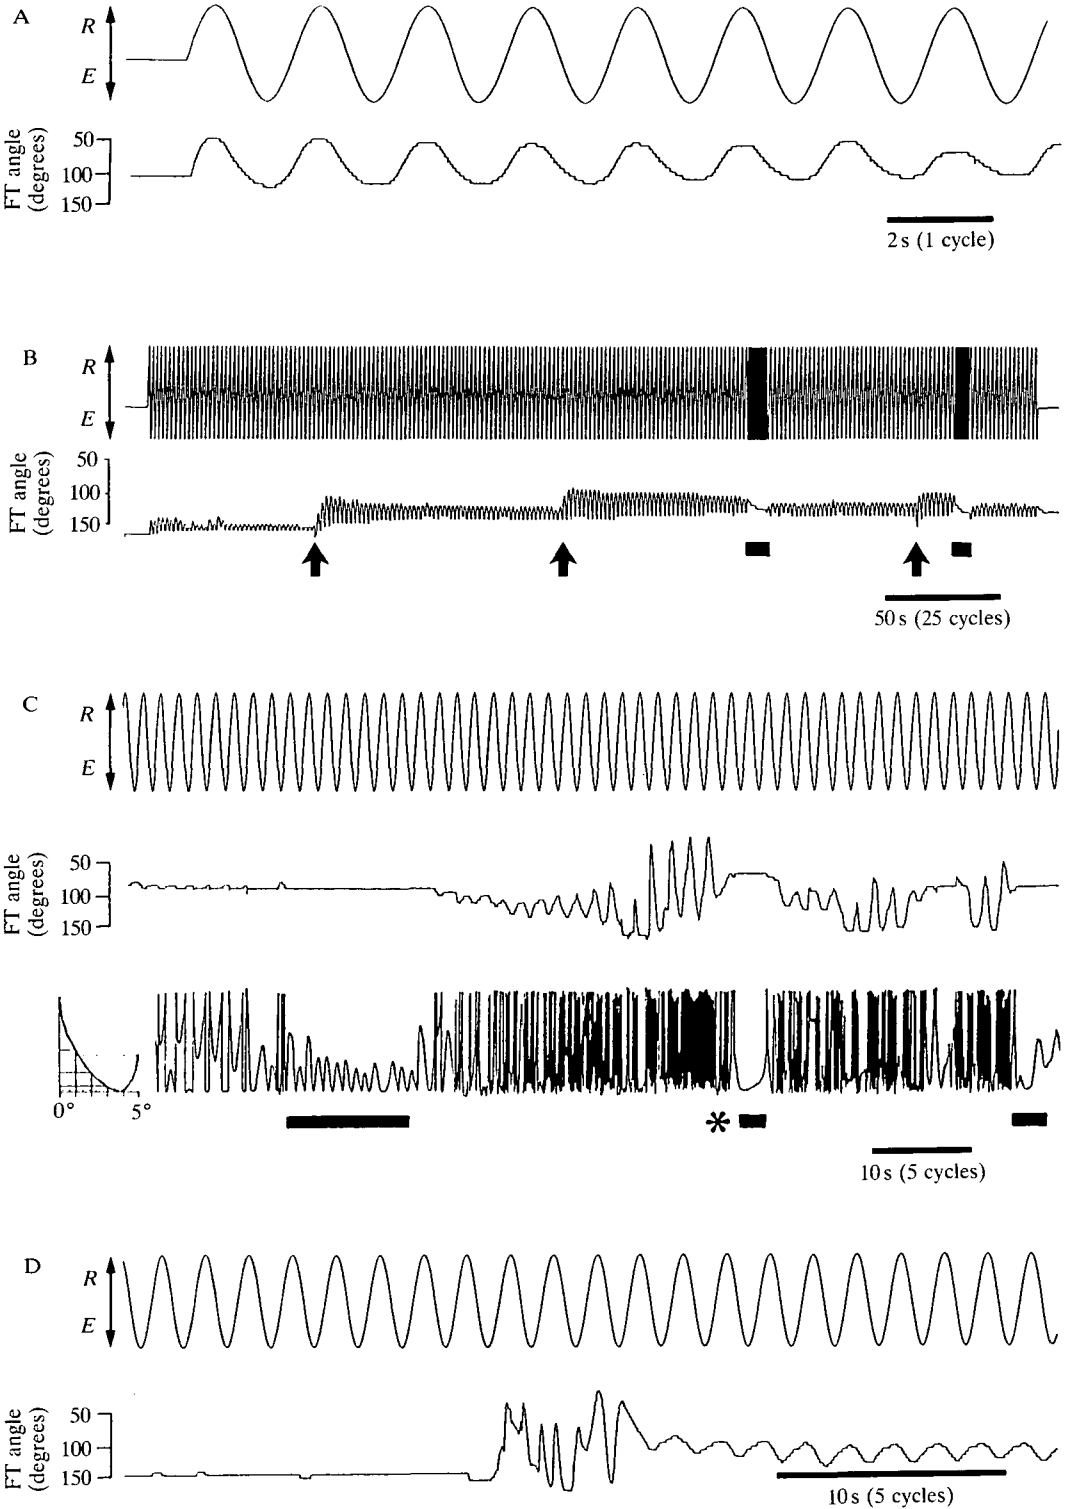 A
R
E
FT angle
(degrees)
50
100
150
2 s (1 cycle)
B
R
E
FT angle
(degrees)
50
100
150
50 s (25 cycles)
C
R
E
FT angle
(degrees)
50
100
150
0° 5°
*
10 s (5 cycles)
D
R
E
FT angle
(degrees)
50
100
150
10 s (5 cycles)